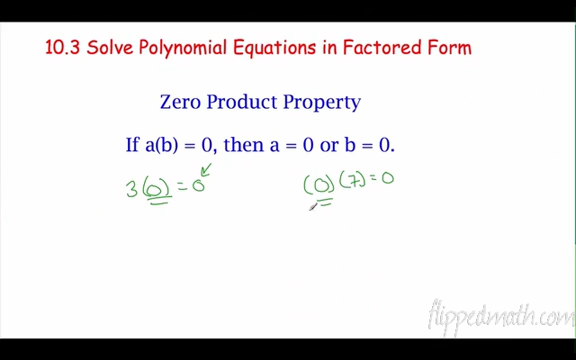 10.3 Solve Polynomial Equations in Factored Form
Zero Product Property
If a(b) = 0, then a = 0 or b = 0.
3(0) = 0
(0)(7) = 0
flippedmath.com